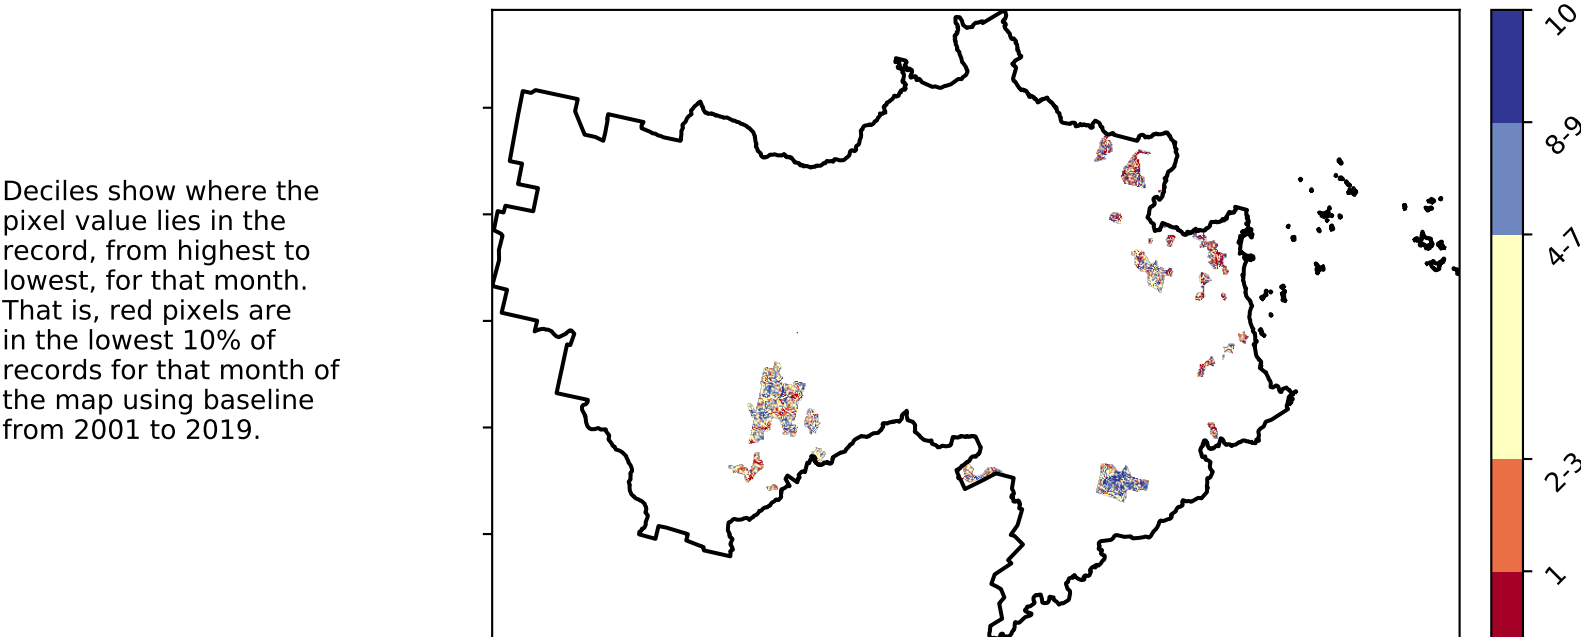 Deciles show where the
pixel value lies in the
record, from highest to
lowest, for that month.
That is, red pixels are
in the lowest 10% of
records for that month of
the map using baseline
from 2001 to 2019.
10
8-9
4-7
2-3
1